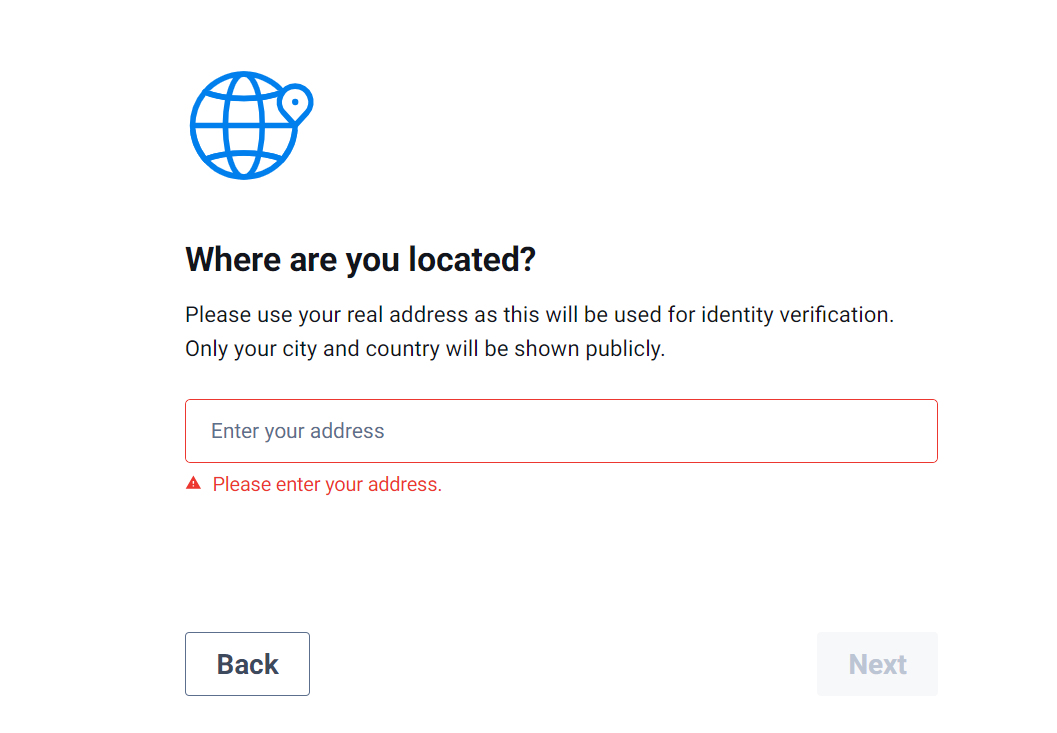 Where are you located?
Please use your real address as this will be used for identity verification.
Only your city and country will be shown publicly.
Enter your address
Please enter your address.
Back
Next